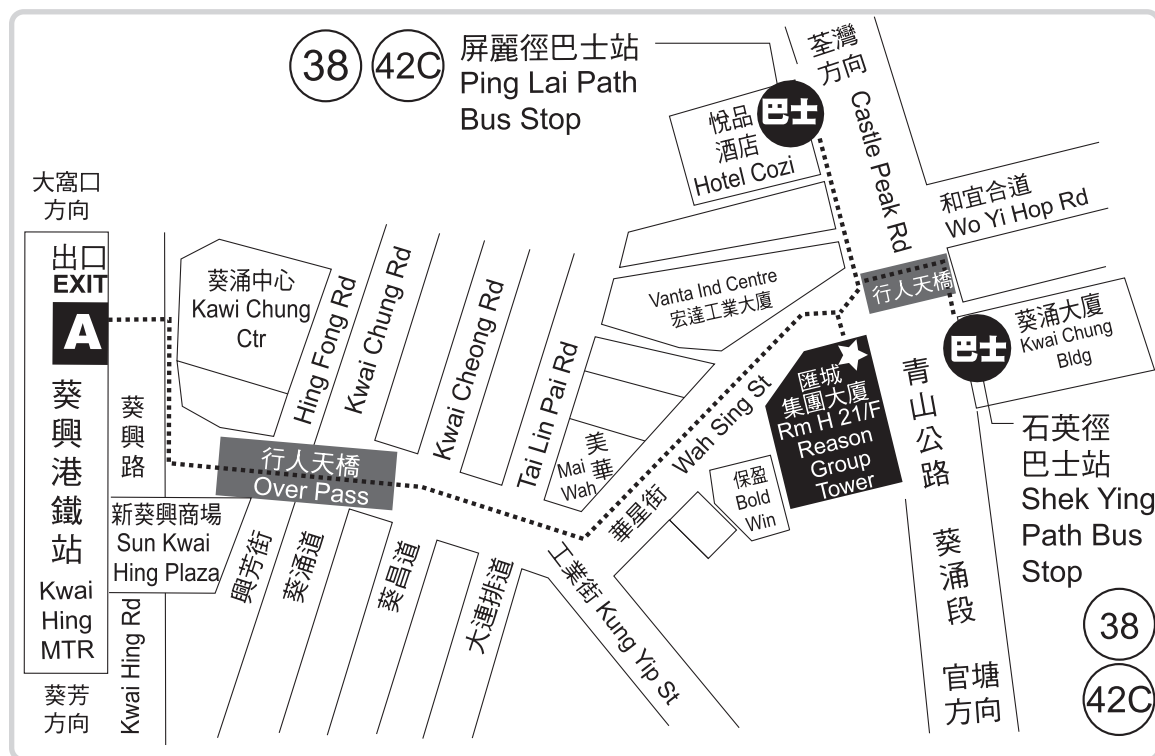 38
42C
屏麗徑巴士站
Ping Lai Path
Bus Stop
荃灣
方向
Castle Peak Rd
巴士
悅品
酒店
Hotel Cozi
和宜合道
Wo Yi Hop Rd
大窩口
方向
出口
EXIT
A
葵興港鐵站
Kwai
Hing
MTR
葵芳
方向
葵興路
Kwai Hing Rd
葵涌中心
Kawi Chung
Ctr
Hing Fong Rd
Kwai Chung Rd
Kwai Cheong Rd
Tai Lin Pai Rd
Vanta Ind Centre
宏達工業大廈
行人天橋
巴士
葵涌大廈
Kwai Chung
Bldg
行人天橋
Over Pass
新葵興商場
Sun Kwai
Hing Plaza
興芳街
葵涌道
葵昌道
大連排道
美華
Mai
Wah
華星街 Wah Sing St
工業街 Kung Yip St
保盈
Bold
Win
匯城
集團大廈
Rm H 21/F
Reason
Group
Tower
青山公路
葵涌段
官塘
方向
石英徑
巴士站
Shek Ying
Path Bus
Stop
38
42C